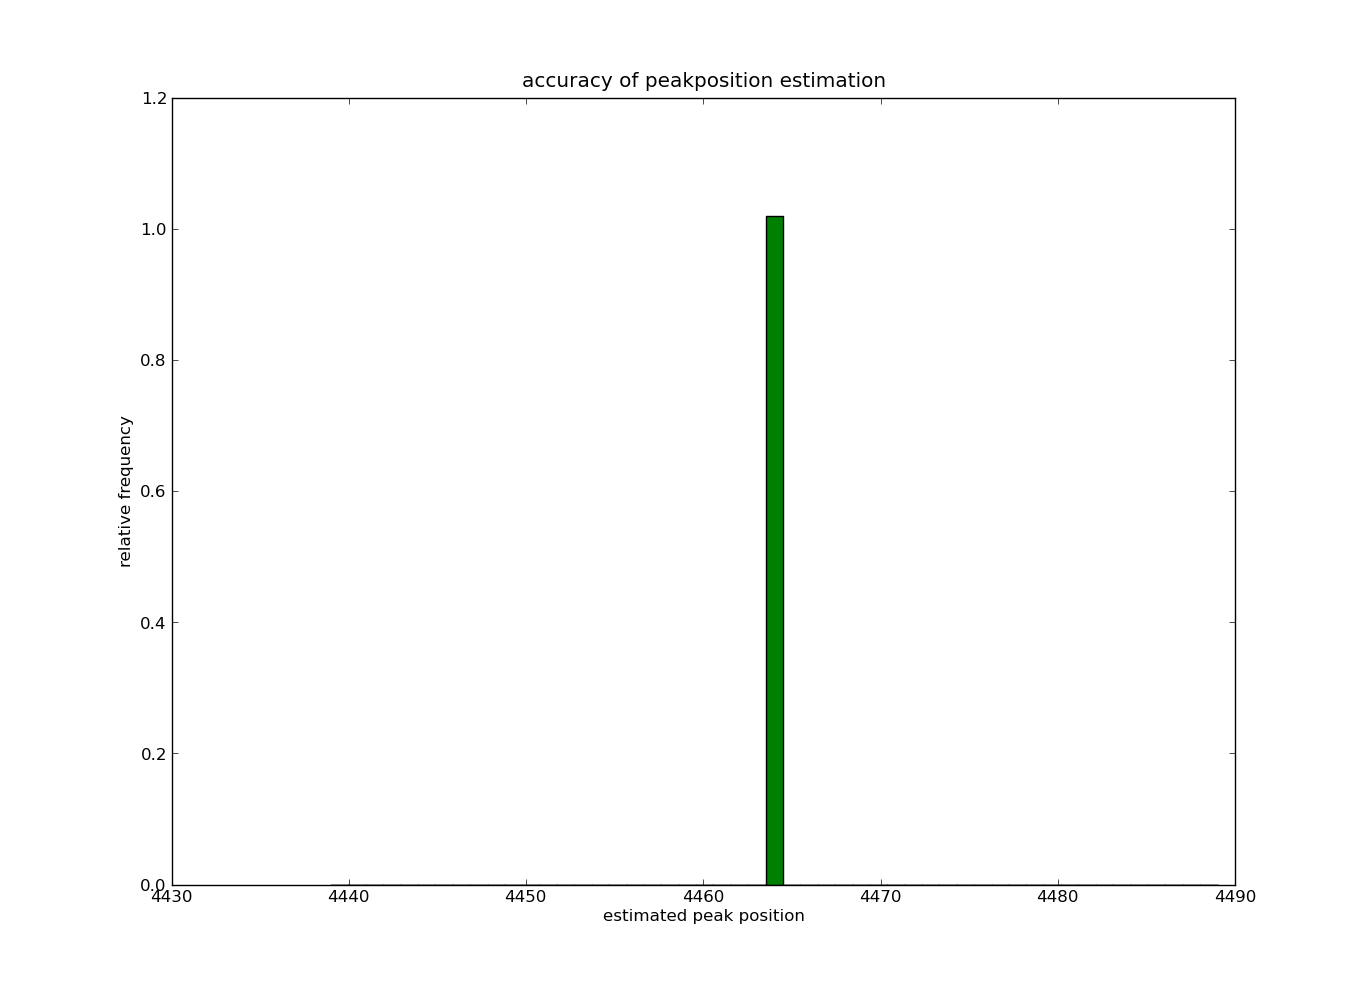 accuracy of peakposition estimation
1.2
1.0
0.8
0.6
0.4
0.2
0.0
relative frequency
4430 4440 4450 4460 4470 4480 4490
estimated peak position